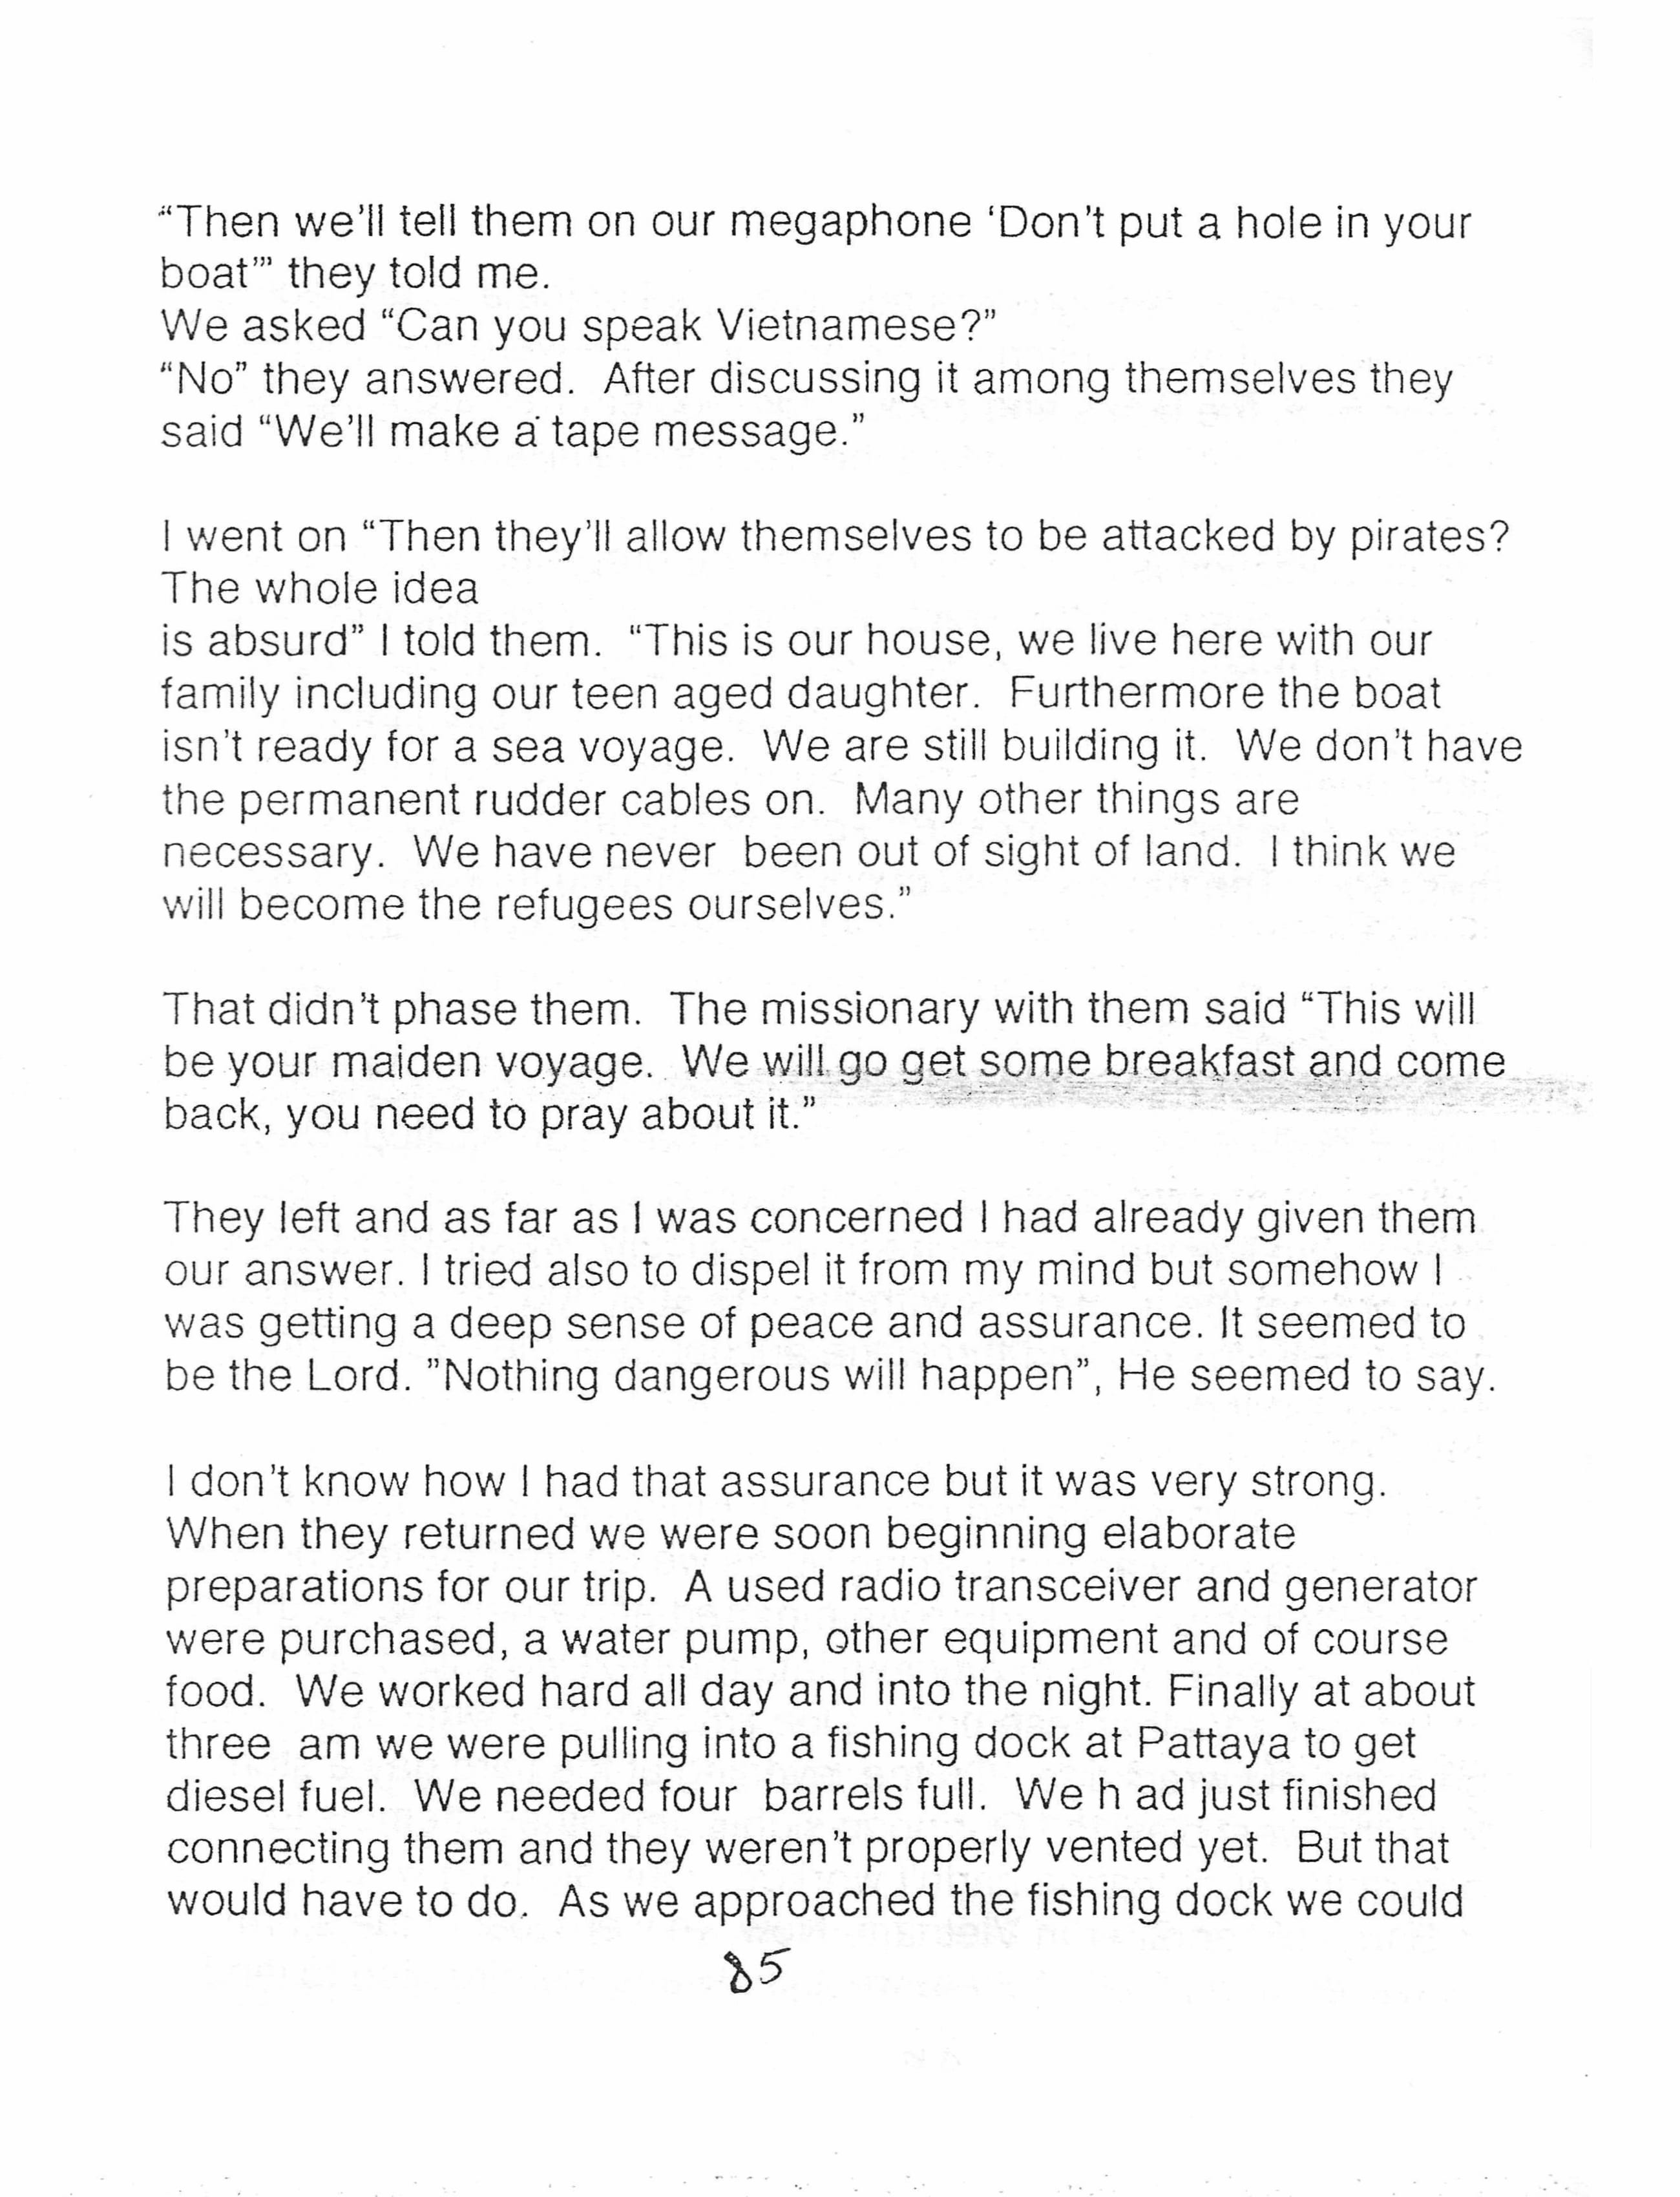 “Then we'll tell them on our megaphone ‘Don't put a hole in your
boat’” they told me.
We asked “Can you speak Vietnamese?”
“No” they answered.  After discussing it among themselves they
said “We'll make a tape message.”

I went on “Then they'll allow themselves to be attacked by pirates?
The whole idea
is absurd” I told them.  “This is our house, we live here with our
family including our teen aged daughter.  Furthermore the boat
isn't ready for a sea voyage.  We are still building it.  We don't have
the permanent rudder cables on.  Many other things are
necessary.  We have never  been out of sight of land.  I think we
will become the refugees ourselves.”

That didn't phase them.  The missionary with them said “This will
be your maiden voyage.  We will go get some breakfast and come
back, you need to pray about it.”

They left and as far as I was concerned I had already given them
our answer. I tried also to dispel it from my mind but somehow I
was getting a deep sense of peace and assurance. It seemed to
be the Lord. ”Nothing dangerous will happen”, He seemed to say.

I don't know how I had that assurance but it was very strong.
When they returned we were soon beginning elaborate
preparations for our trip.  A used radio transceiver and generator
were purchased, a water pump, other equipment and of course
food.  We worked hard all day and into the night. Finally at about
three  am we were pulling into a fishing dock at Pattaya to get
diesel fuel.  We needed four  barrels full.  We h ad just finished
connecting them and they weren't properly vented yet.  But that
would have to do.  As we approached the fishing dock we could
85